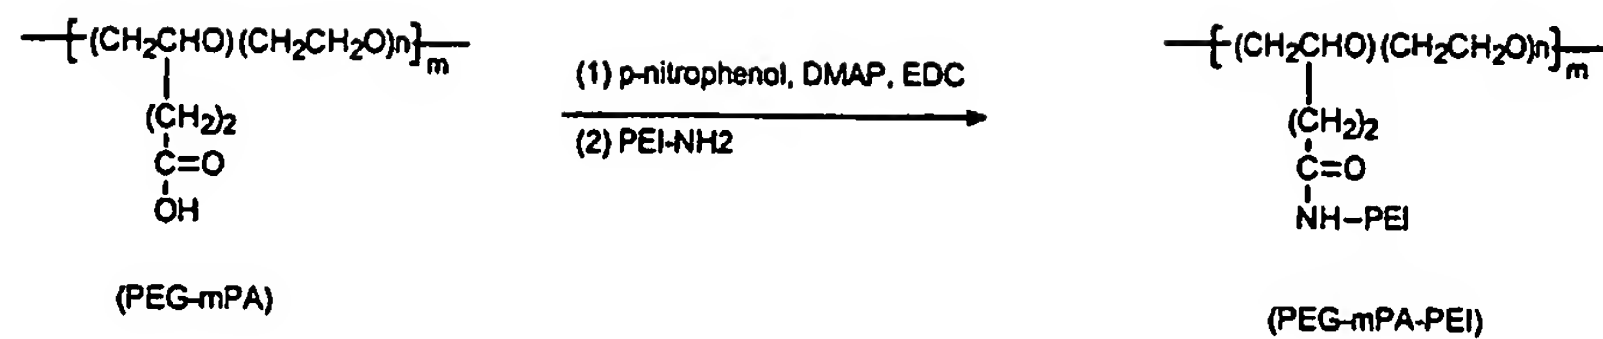 [(CH2CHO)(CH2CH2O)n]m
(CH2)2
C=O
OH
(PEG-mPA)
(1) p-nitrophenol, DMAP, EDC
(2) PEI-NH2
[(CH2CHO)(CH2CH2O)n]m
(CH2)2
C=O
NH-PEI
(PEG-mPA-PEI)